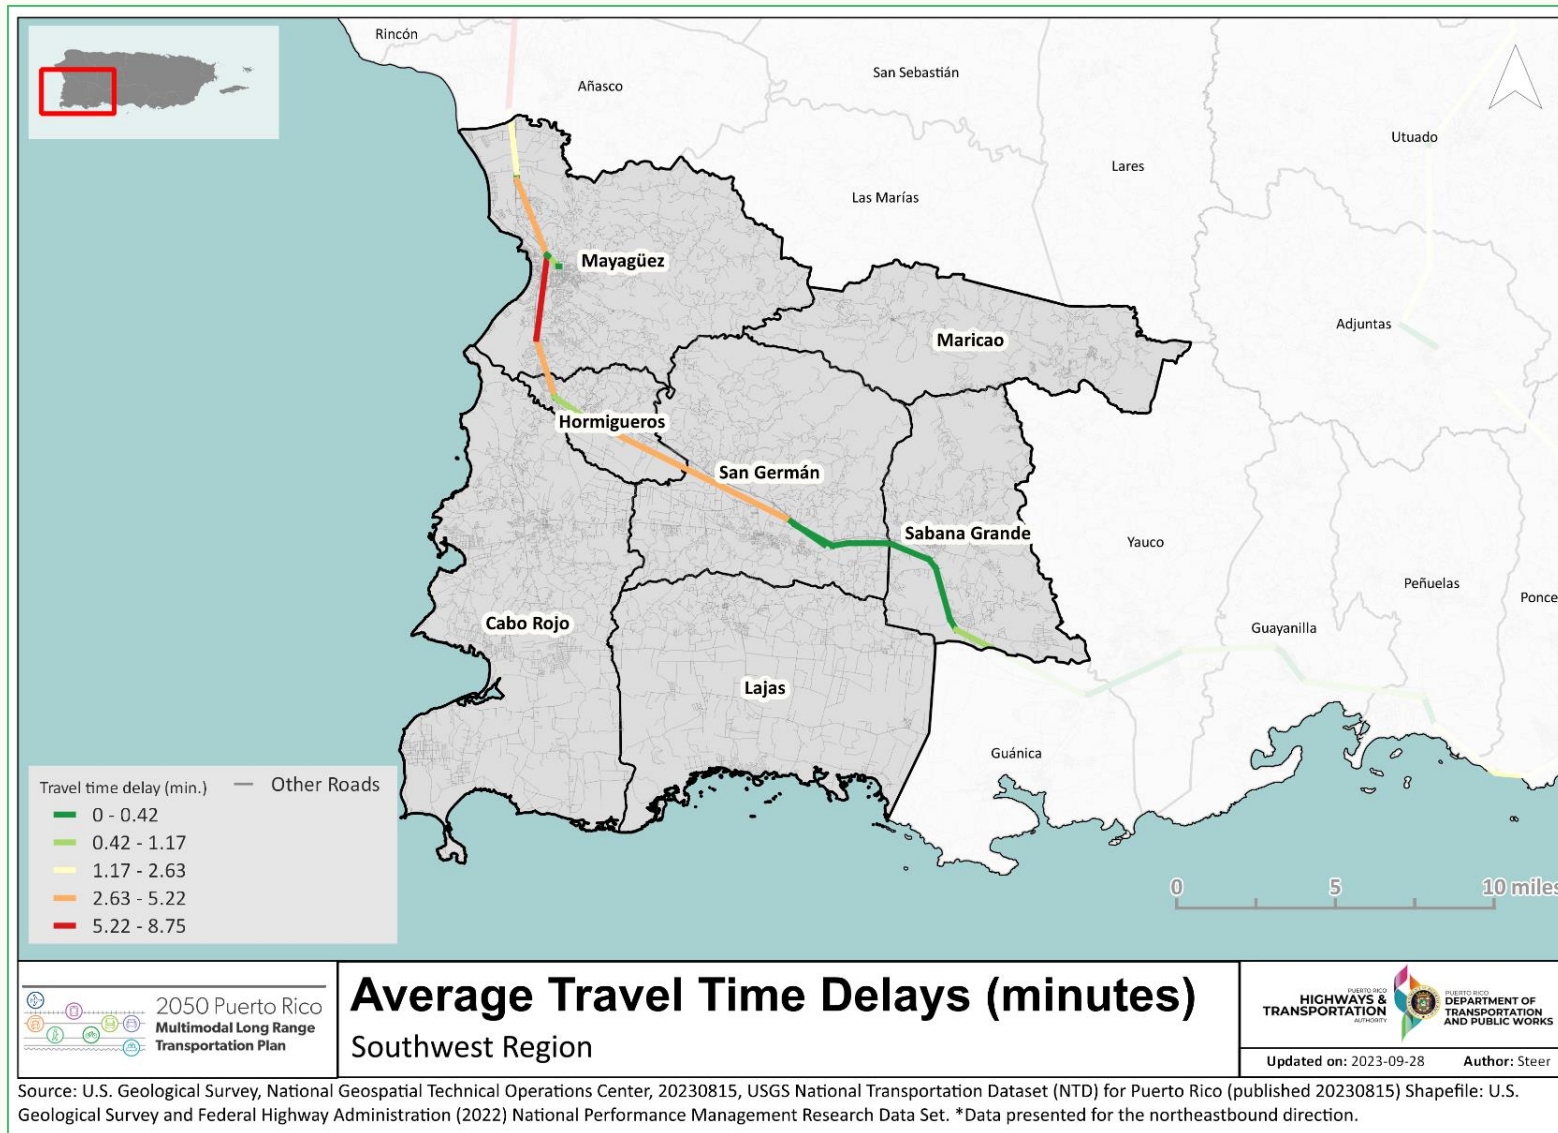 Rincón
Añasco
San Sebastián
Utuado
Lares
Las Marías
Mayagüez
Adjuntas
Maricao
Hormigueros
San Germán
Sabana Grande
Yauco
Peñuelas
Ponce
Cabo Rojo
Guayanilla
Lajas
Guánica
Travel time delay (min.)
Other Roads
0 - 0.42
0.42 - 1.17
1.17 - 2.63
2.63 - 5.22
5.22 - 8.75
0 5 10 miles
2050 Puerto Rico
Multimodal Long Range
Transportation Plan
Average Travel Time Delays (minutes)
Southwest Region
PUERTO RICO
HIGHWAYS &
TRANSPORTATION
AUTHORITY
PUERTO RICO
DEPARTMENT OF
TRANSPORTATION
AND PUBLIC WORKS
Updated on: 2023-09-28 Author: Steer
Source: U.S. Geological Survey, National Geospatial Technical Operations Center, 20230815, USGS National Transportation Dataset (NTD) for Puerto Rico (published 20230815) Shapefile: U.S.
Geological Survey and Federal Highway Administration (2022) National Performance Management Research Data Set. *Data presented for the northeastbound direction.